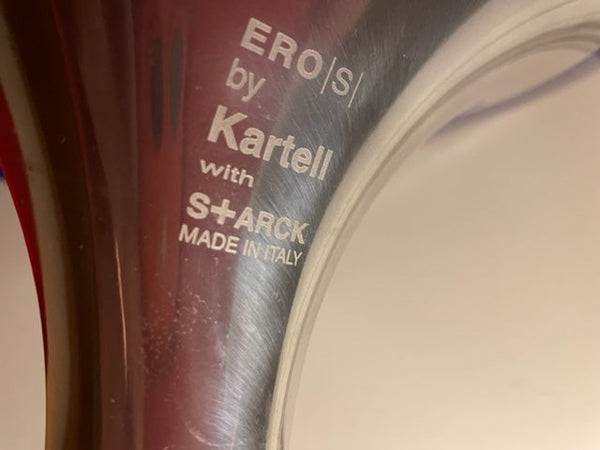 ERO|S|
by
Kartell
with
S+ARCK
MADE IN ITALY